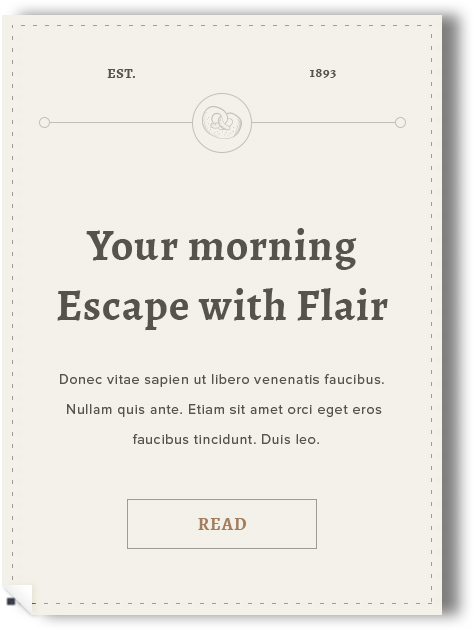 EST. 1893
Your morning
Escape with Flair
Donec vitae sapien ut libero venenatis faucibus.
Nullam quis ante. Etiam sit amet orci eget eros
faucibus tincidunt. Duis leo.
READ